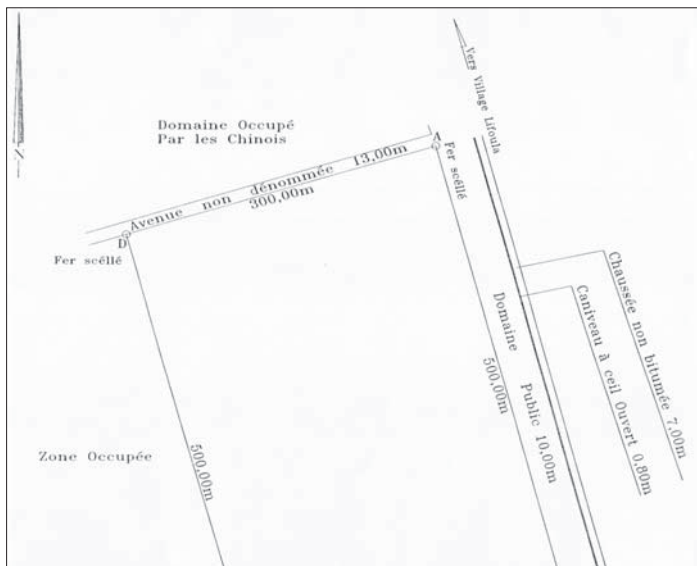 Vers Village Lifoula
Domaine Occupé
Par les Chinois
A
Avenue non dénommée 13,00m
300,00m
Fer scéllé
D
Fer scéllé
N
Chaussée non bitumée 7.00m
Caniveau à ceil Ouvert 0.80m
Domaine Public 10.00m
500,00m
500,00m
Zone Occupée